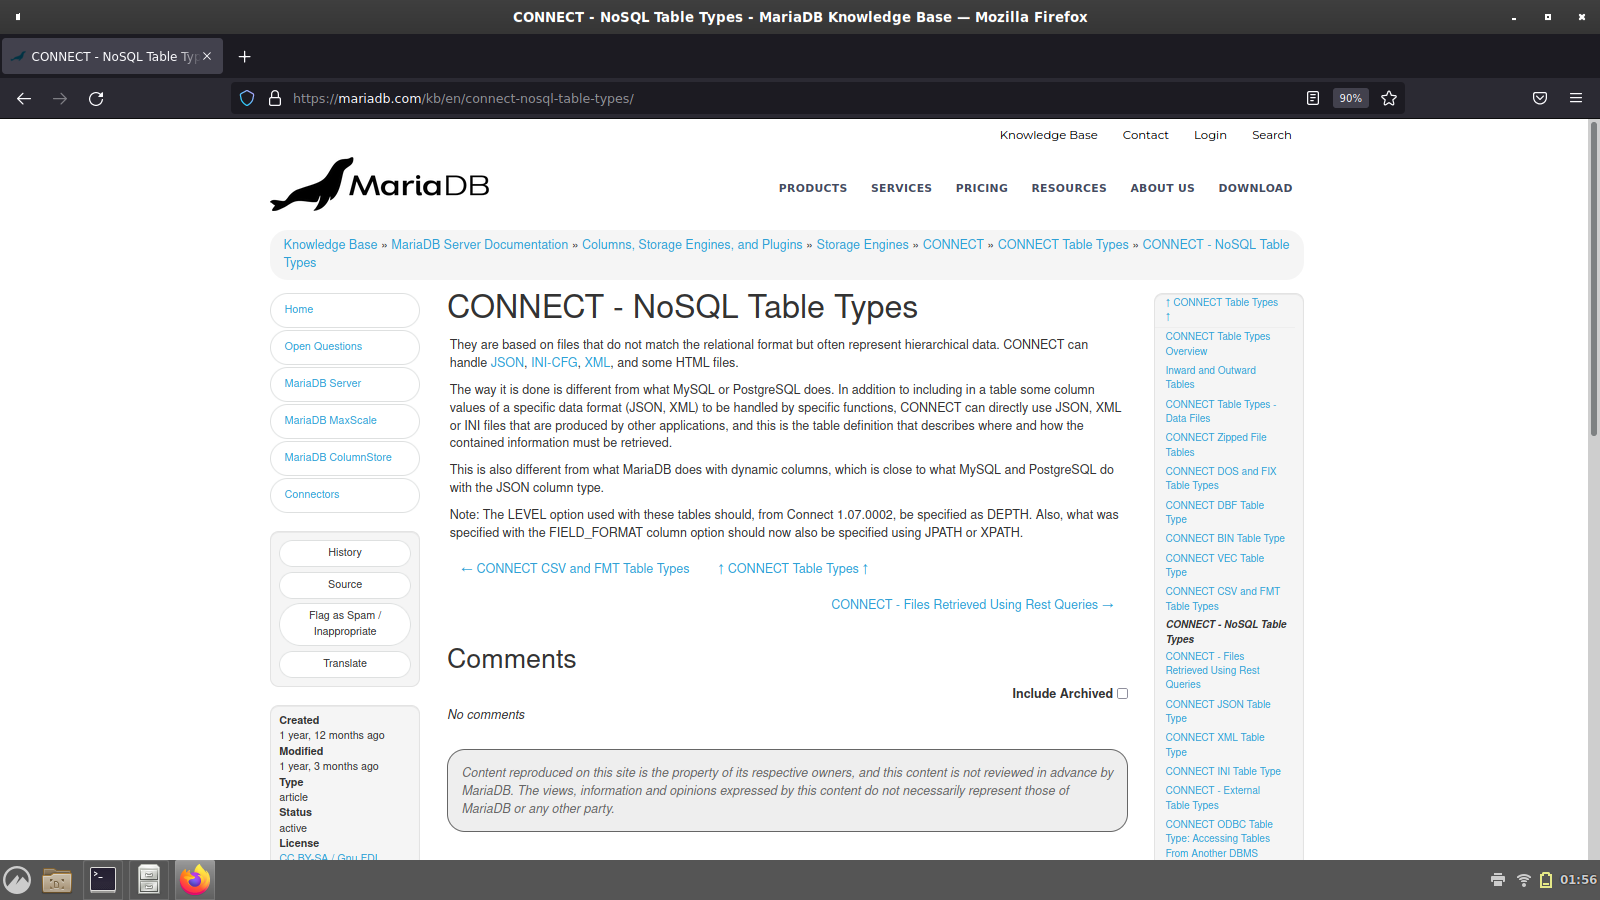 CONNECT - NoSQL Table Types - MariaDB Knowledge Base — Mozilla Firefox
CONNECT - NoSQL Table Typ
https://mariadb.com/kb/en/connect-nosql-table-types/
90%
Knowledge Base
Contact
Login
Search
MariaDB
PRODUCTS
SERVICES
PRICING
RESOURCES
ABOUT US
DOWNLOAD
Knowledge Base » MariaDB Server Documentation » Columns, Storage Engines, and Plugins » Storage Engines » CONNECT » CONNECT Table Types » CONNECT - NoSQL Table
Types
Home
Open Questions
MariaDB Server
MariaDB MaxScale
MariaDB ColumnStore
Connectors
History
Source
Flag as Spam /
Inappropriate
Translate
Created
1 year, 12 months ago
Modified
1 year, 3 months ago
Type
article
Status
active
License
CC BY-SA / Gnu FDL
CONNECT - NoSQL Table Types
They are based on files that do not match the relational format but often represent hierarchical data. CONNECT can
handle JSON, INI-CFG, XML, and some HTML files.
The way it is done is different from what MySQL or PostgreSQL does. In addition to including in a table some column
values of a specific data format (JSON, XML) to be handled by specific functions, CONNECT can directly use JSON, XML
or INI files that are produced by other applications, and this is the table definition that describes where and how the
contained information must be retrieved.
This is also different from what MariaDB does with dynamic columns, which is close to what MySQL and PostgreSQL do
with the JSON column type.
Note: The LEVEL option used with these tables should, from Connect 1.07.0002, be specified as DEPTH. Also, what was
specified with the FIELD_FORMAT column option should now also be specified using JPATH or XPATH.
← CONNECT CSV and FMT Table Types
↑ CONNECT Table Types ↑
CONNECT - Files Retrieved Using Rest Queries →
Comments
Include Archived
No comments
Content reproduced on this site is the property of its respective owners, and this content is not reviewed in advance by
MariaDB. The views, information and opinions expressed by this content do not necessarily represent those of
MariaDB or any other party.
↑ CONNECT Table Types
↑
CONNECT Table Types
Overview
Inward and Outward
Tables
CONNECT Table Types -
Data Files
CONNECT Zipped File
Tables
CONNECT DOS and FIX
Table Types
CONNECT DBF Table
Type
CONNECT BIN Table Type
CONNECT VEC Table
Type
CONNECT CSV and FMT
Table Types
CONNECT - NoSQL Table
Types
CONNECT - Files
Retrieved Using Rest
Queries
CONNECT JSON Table
Type
CONNECT XML Table
Type
CONNECT INI Table Type
CONNECT - External
Table Types
CONNECT ODBC Table
Type: Accessing Tables
From Another DBMS
01:56